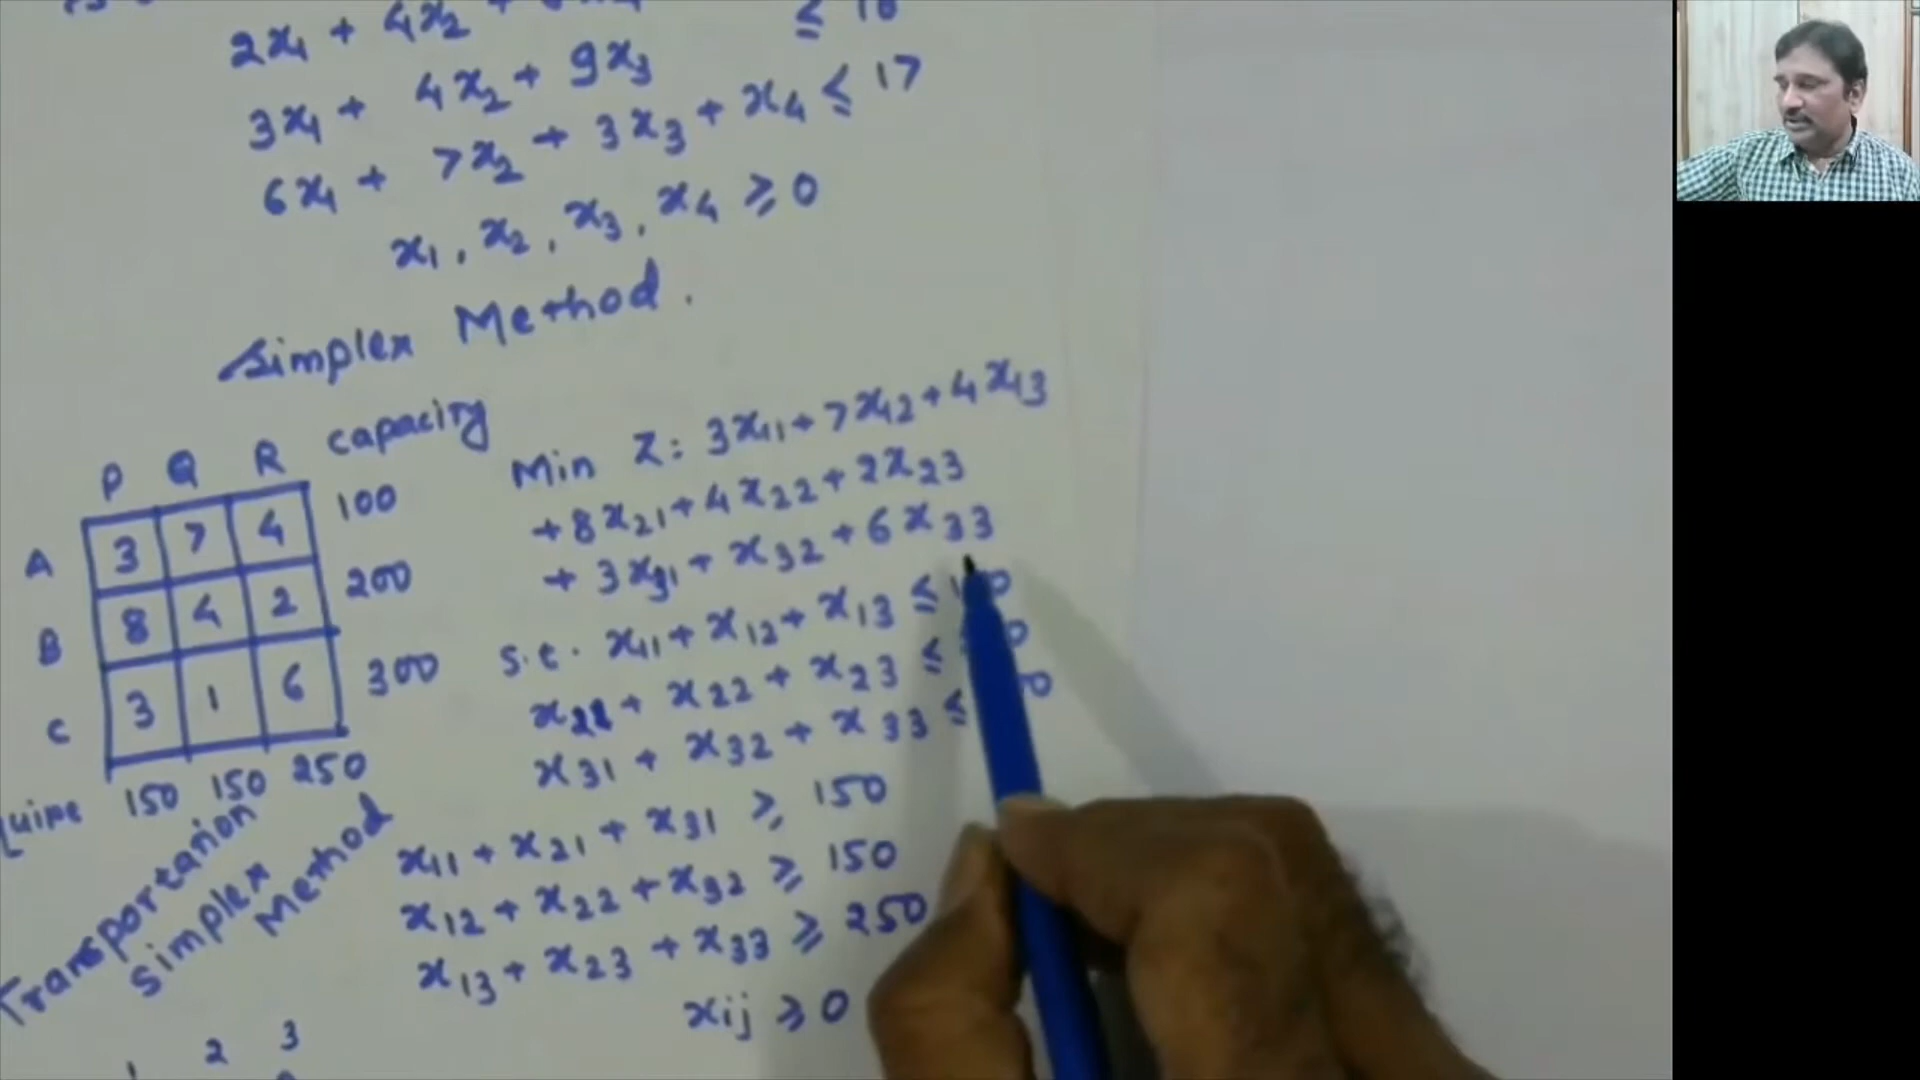 2x1 + 4x2 +
3x1 + 4x2 + 9x3 ≤ 18
6x1 + 7x2 + 3x3 + x4 ≤ 17
x1, x2, x3, x4 ≥ 0
Simplex Method.
P Q R capacity
A 3 7 4 100
B 8 4 2 200
C 3 1 6 300
150 150 250
Transportation
Simplex
Method
Min Z: 3x11 + 7x12 + 4x13
+ 8x21 + 4x22 + 2x23
+ 3x31 + x32 + 6x33
s.t. x11 + x12 + x13 ≤
+ x22 + x23 ≤
x31 + x32 + x33 ≤
x11 + x21 + x31 ≥ 150
x12 + x22 + x32 ≥ 150
x13 + x23 + x33 ≥ 250
xij ≥ 0
1 2 3